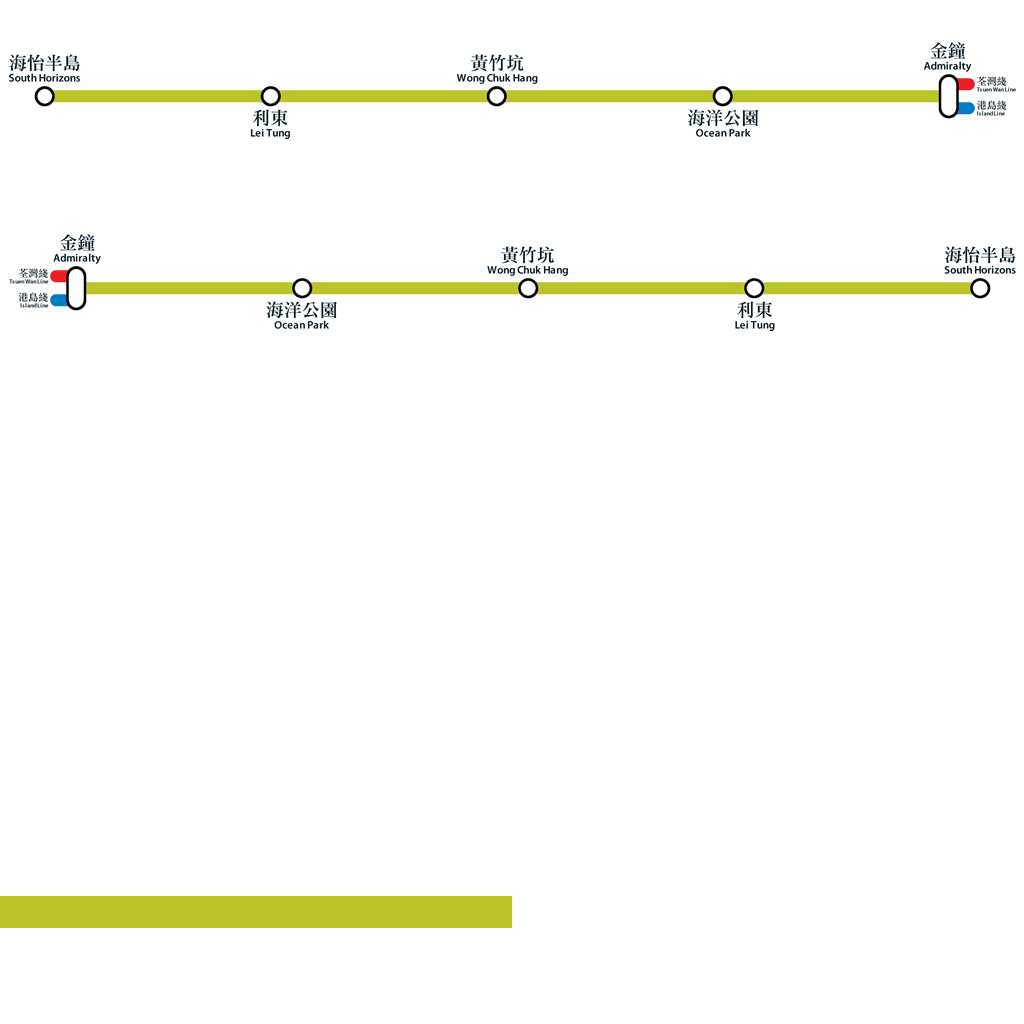 海怡半島
South Horizons
黃竹坑
Wong Chuk Hang
金鐘
Admiralty
荃灣綫
Tsuen Wan Line
港島綫
Island Line
利東
Lei Tung
海洋公園
Ocean Park
金鐘
Admiralty
荃灣綫
Tsuen Wan Line
港島綫
Island Line
黃竹坑
Wong Chuk Hang
海怡半島
South Horizons
海洋公園
Ocean Park
利東
Lei Tung